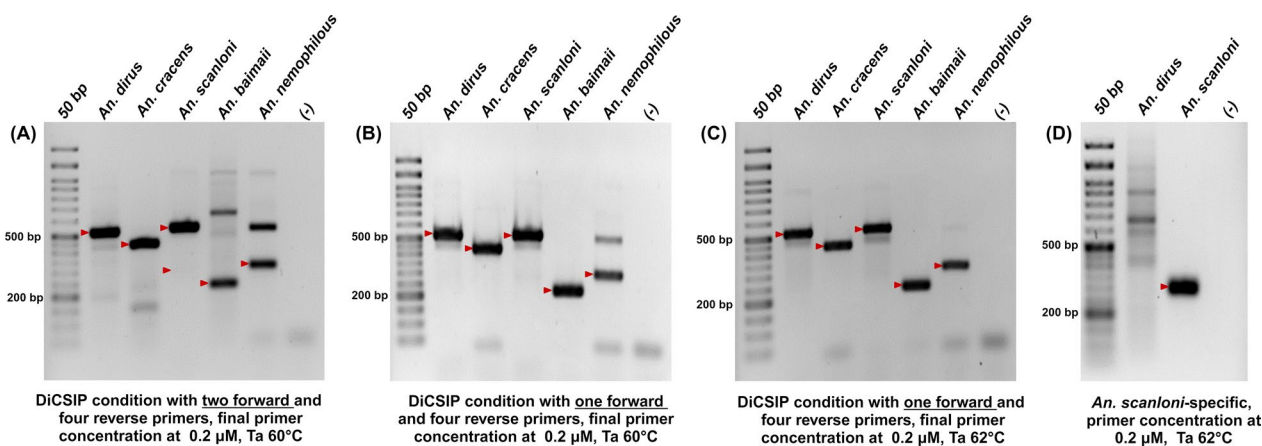 (A)
50 bp
An. dirus
An. cracens
An. scanloni
An. baimaii
An. nemophilous
(-)
500 bp
200 bp
DiCSIP condition with two forward and
four reverse primers, final primer
concentration at 0.2 µM, Ta 60°C
(B)
50 bp
An. dirus
An. cracens
An. scanloni
An. baimaii
An. nemophilous
(-)
500 bp
200 bp
DiCSIP condition with one forward
and four reverse primers, final primer
concentration at 0.2 µM, Ta 60°C
(C)
50 bp
An. dirus
An. cracens
An. scanloni
An. baimaii
An. nemophilous
(-)
500 bp
200 bp
DiCSIP condition with one forward and
four reverse primers, final primer
concentration at 0.2 µM, Ta 62°C
(D)
50 bp
An. dirus
An. scanloni
(-)
500 bp
200 bp
An. scanloni-specific,
primer concentration at
0.2 µM, Ta 62°C